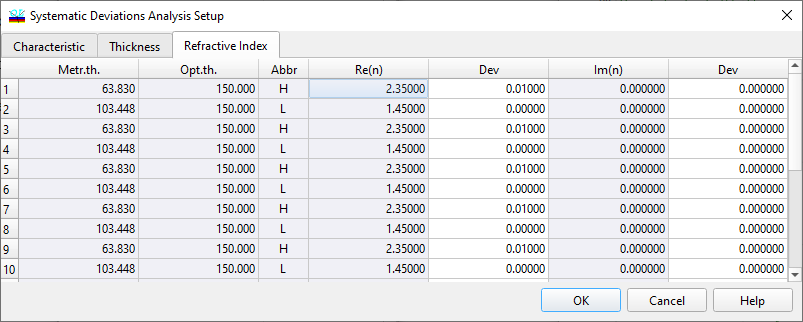 Systematic Deviations Analysis Setup
Characteristic Thickness Refractive Index
Metr.th. Opt.th. Abbr Re(n) Dev Im(n) Dev
1 63.830 150.000 H 2.35000 0.01000 0.000000 0.000000
2 103.448 150.000 L 1.45000 0.00000 0.000000 0.000000
3 63.830 150.000 H 2.35000 0.01000 0.000000 0.000000
4 103.448 150.000 L 1.45000 0.00000 0.000000 0.000000
5 63.830 150.000 H 2.35000 0.01000 0.000000 0.000000
6 103.448 150.000 L 1.45000 0.00000 0.000000 0.000000
7 63.830 150.000 H 2.35000 0.01000 0.000000 0.000000
8 103.448 150.000 L 1.45000 0.00000 0.000000 0.000000
9 63.830 150.000 H 2.35000 0.01000 0.000000 0.000000
10 103.448 150.000 L 1.45000 0.00000 0.000000 0.000000
OK Cancel Help